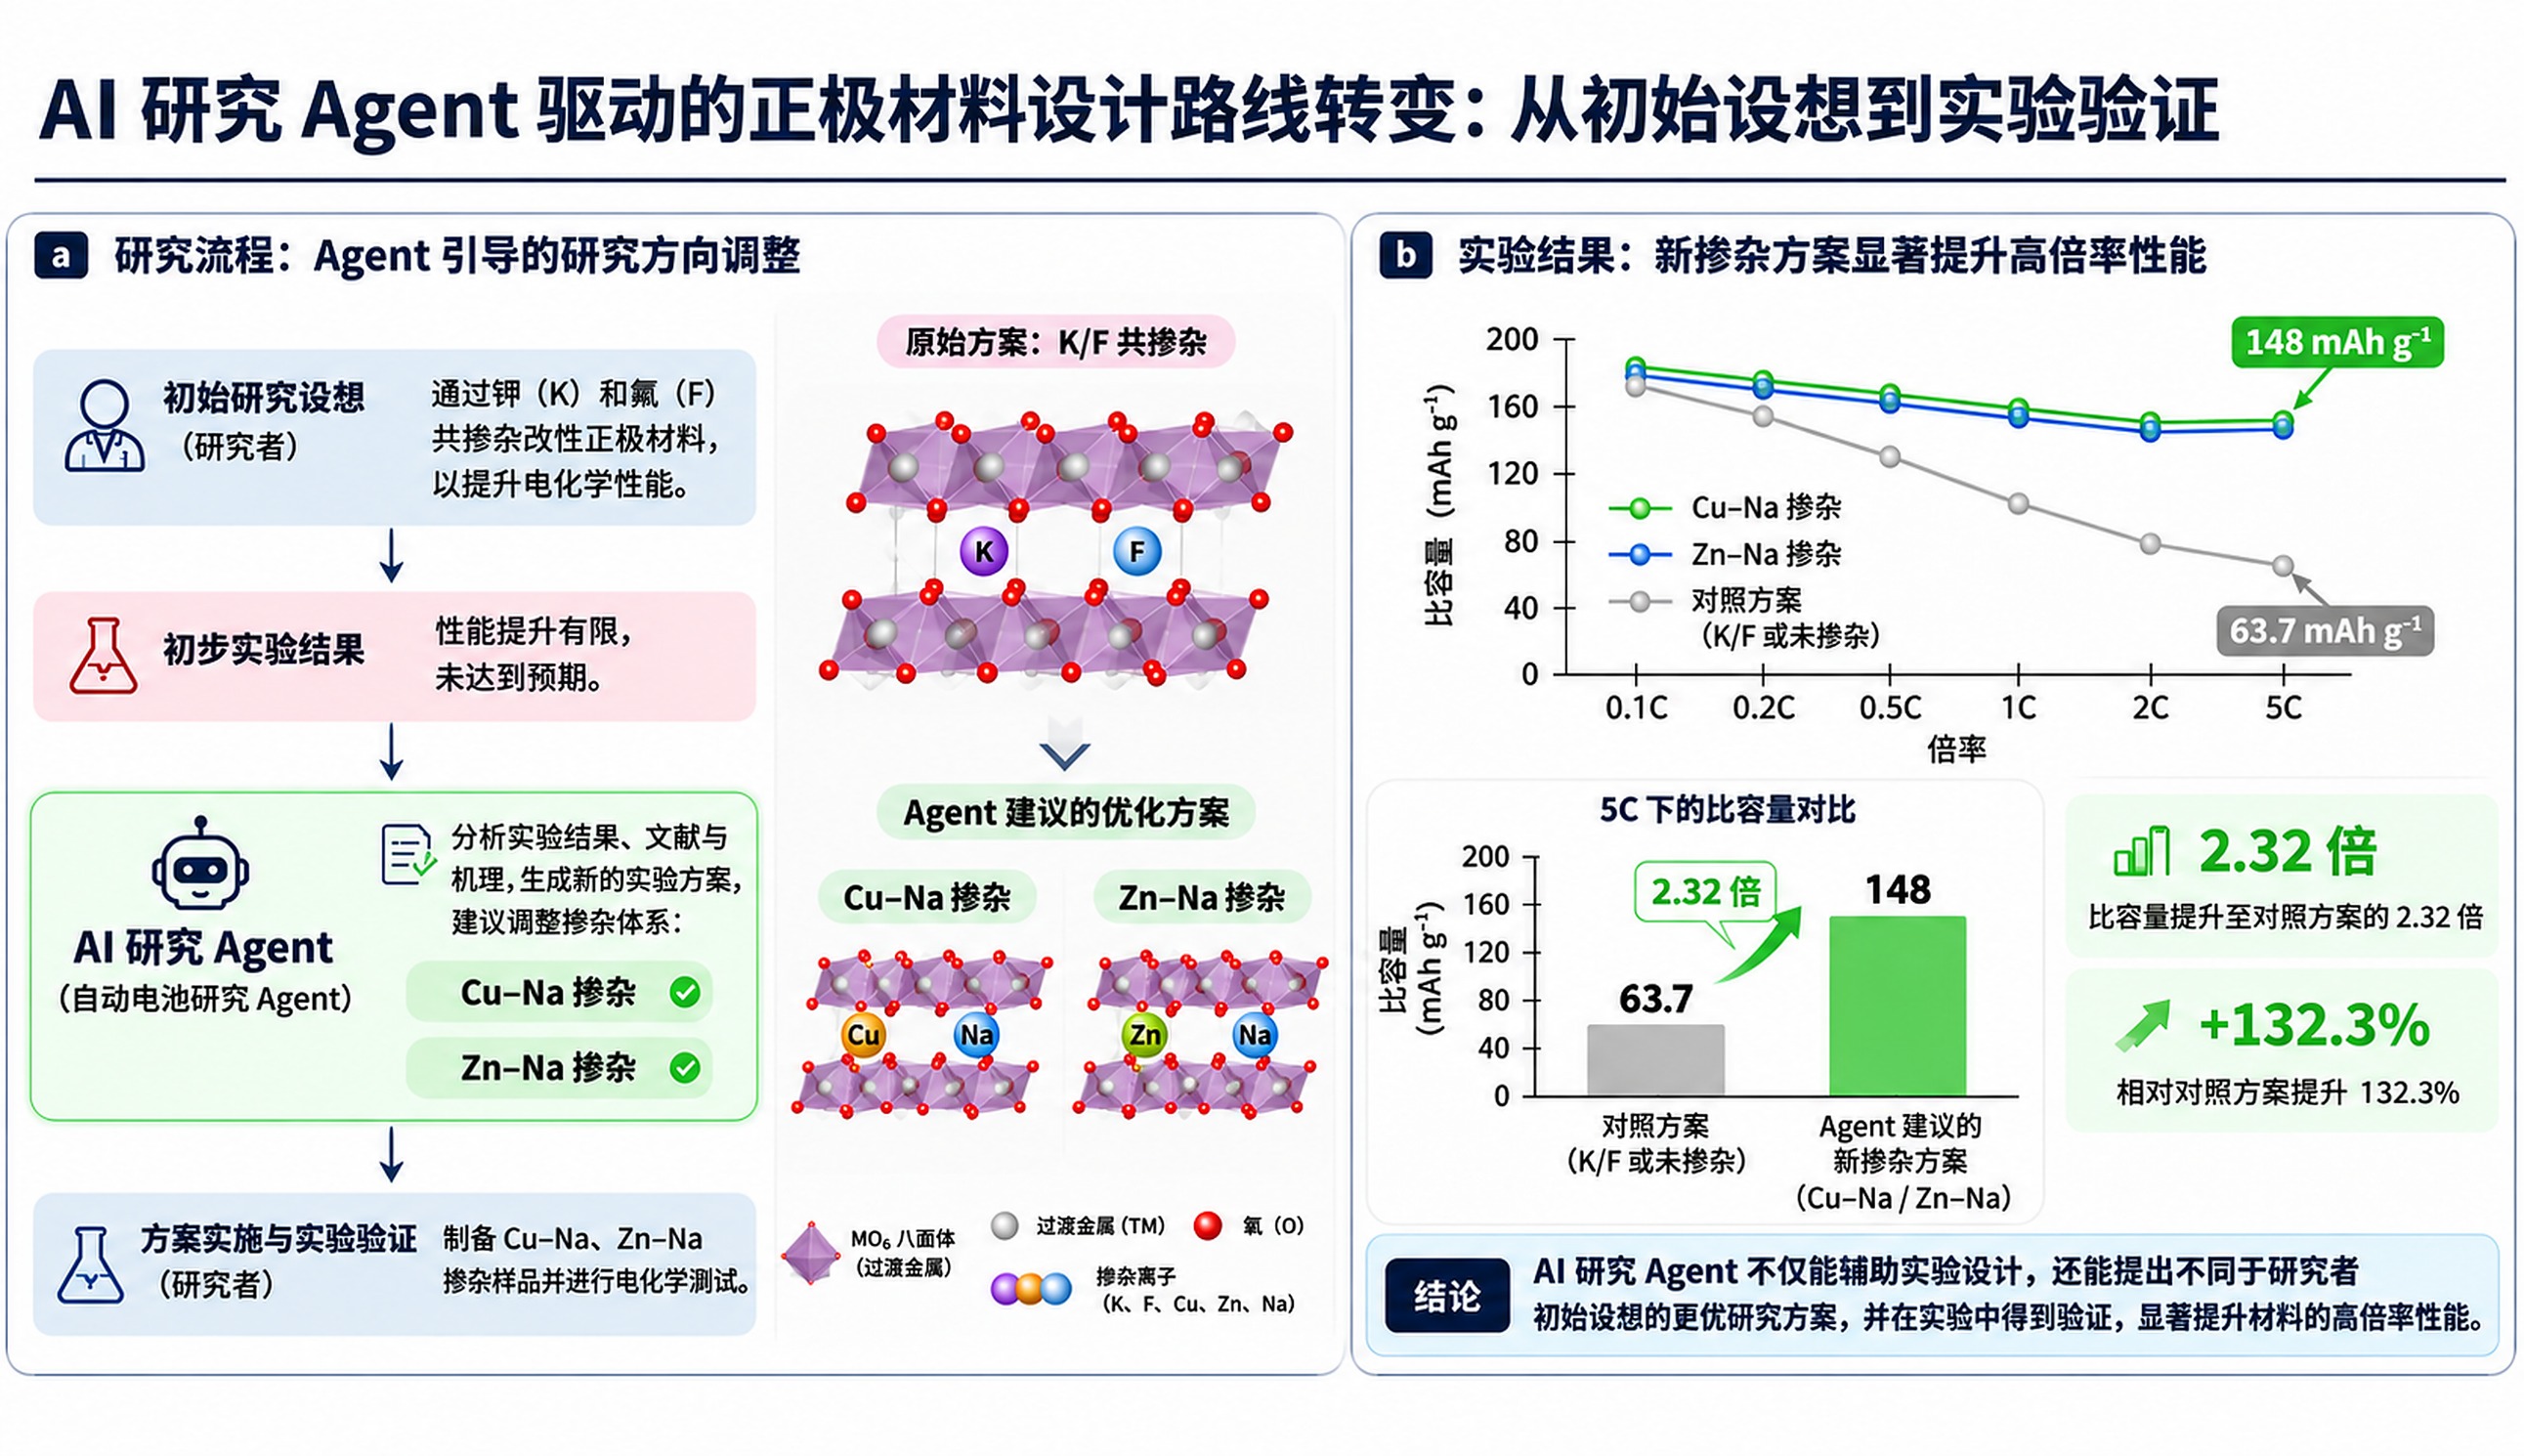 AI 研究 Agent 驱动的正极材料设计路线转变：从初始设想到实验验证
a 研究流程：Agent 引导的研究方向调整
初始研究设想
（研究者）
通过钾（K）和氟（F）
共掺杂改性正极材料，
以提升电化学性能。
初步实验结果
性能提升有限，
未达到预期。
AI 研究 Agent
（自动电池研究 Agent）
分析实验结果、文献与
机理，生成新的实验方案，
建议调整掺杂体系：
Cu–Na 掺杂
Zn–Na 掺杂
方案实施与实验验证
（研究者）
制备 Cu–Na、Zn–Na
掺杂样品并进行电化学测试。
原始方案：K/F 共掺杂
K
F
Agent 建议的优化方案
Cu–Na 掺杂
Zn–Na 掺杂
Cu
Na
Zn
Na
MO₆ 八面体
（过渡金属）
过渡金属（TM）
氧（O）
掺杂离子
（K、F、Cu、Zn、Na）
b 实验结果：新掺杂方案显著提升高倍率性能
比容量（mAh g⁻¹）
200
160
120
80
40
0
148 mAh g⁻¹
Cu–Na 掺杂
Zn–Na 掺杂
对照方案
（K/F 或未掺杂）
63.7 mAh g⁻¹
0.1C
0.2C
0.5C
1C
2C
5C
倍率
5C 下的比容量对比
比容量
（mAh g⁻¹）
200
160
120
80
40
0
2.32 倍
63.7
148
对照方案
（K/F 或未掺杂）
Agent 建议的
新掺杂方案
（Cu–Na / Zn–Na）
2.32 倍
比容量提升至对照方案的 2.32 倍
+132.3%
相对对照方案提升 132.3%
结论
AI 研究 Agent 不仅能辅助实验设计，还能提出不同于研究者
初始设想的更优研究方案，并在实验中得到验证，显著提升材料的高倍率性能。